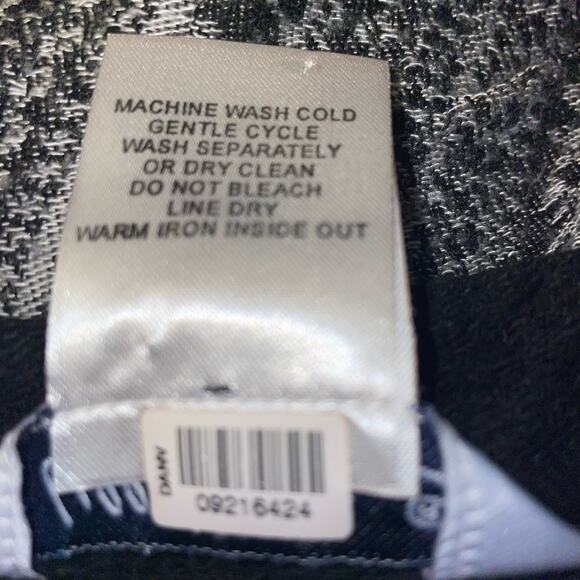 MACHINE WASH COLD
GENTLE CYCLE
WASH SEPARATELY
OR DRY CLEAN
DO NOT BLEACH
LINE DRY
WARM IRON INSIDE OUT
DANV
09216424